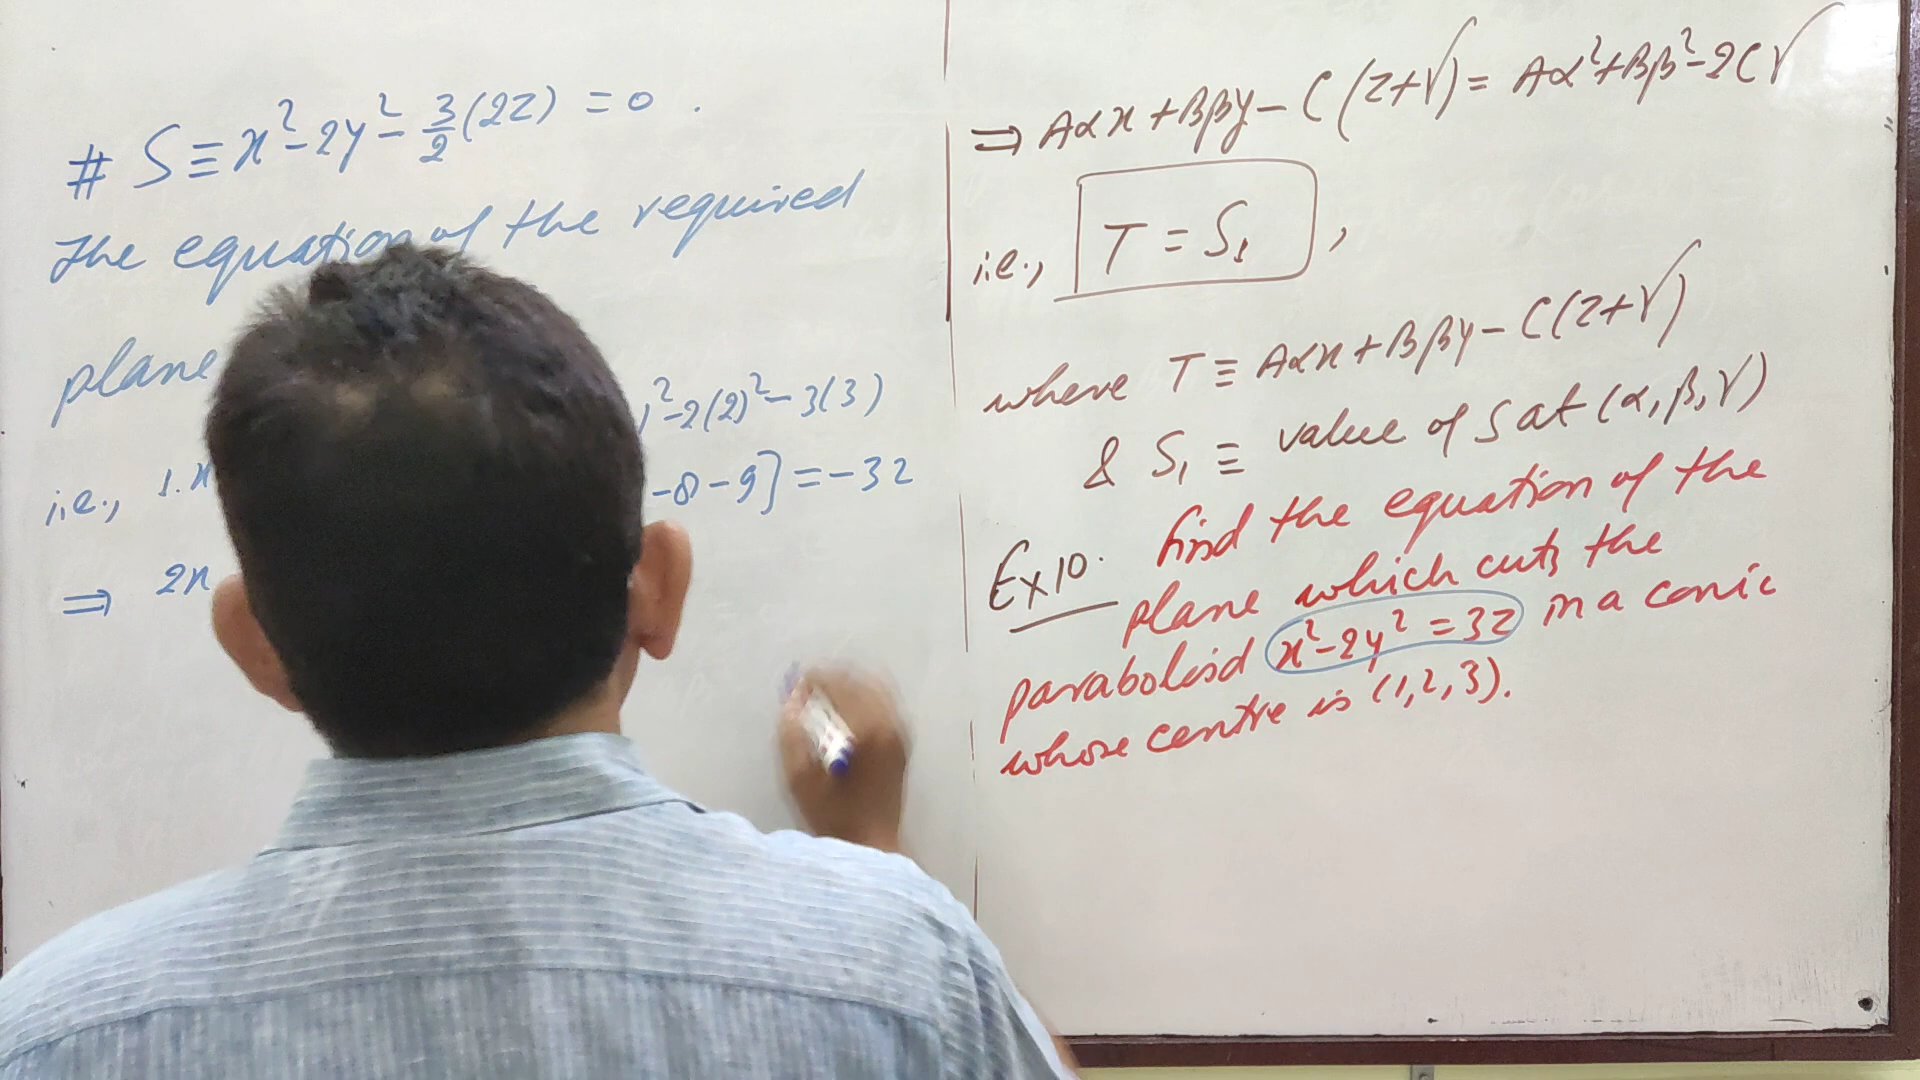 # S ≡ x² - 2y² - 3/2 (2z) = 0 .
The equation of the required
plane
² - 2(2)² - 3(3)
i.e., 1.x
- 8 - 9] = - 32
⇒ 2x
⇒ Aαx + Bβy - C(z+γ) = Aα² + Bβ² - 2Cγ
i.e., T = S₁ ,
where T ≡ Aαx + Bβy - C(z+γ)
& S₁ ≡ value of S at (α, β, γ)
Ex10. Find the equation of the
plane which cuts the
paraboloid x² - 2y² = 3z in a conic
whose centre is (1,2,3).